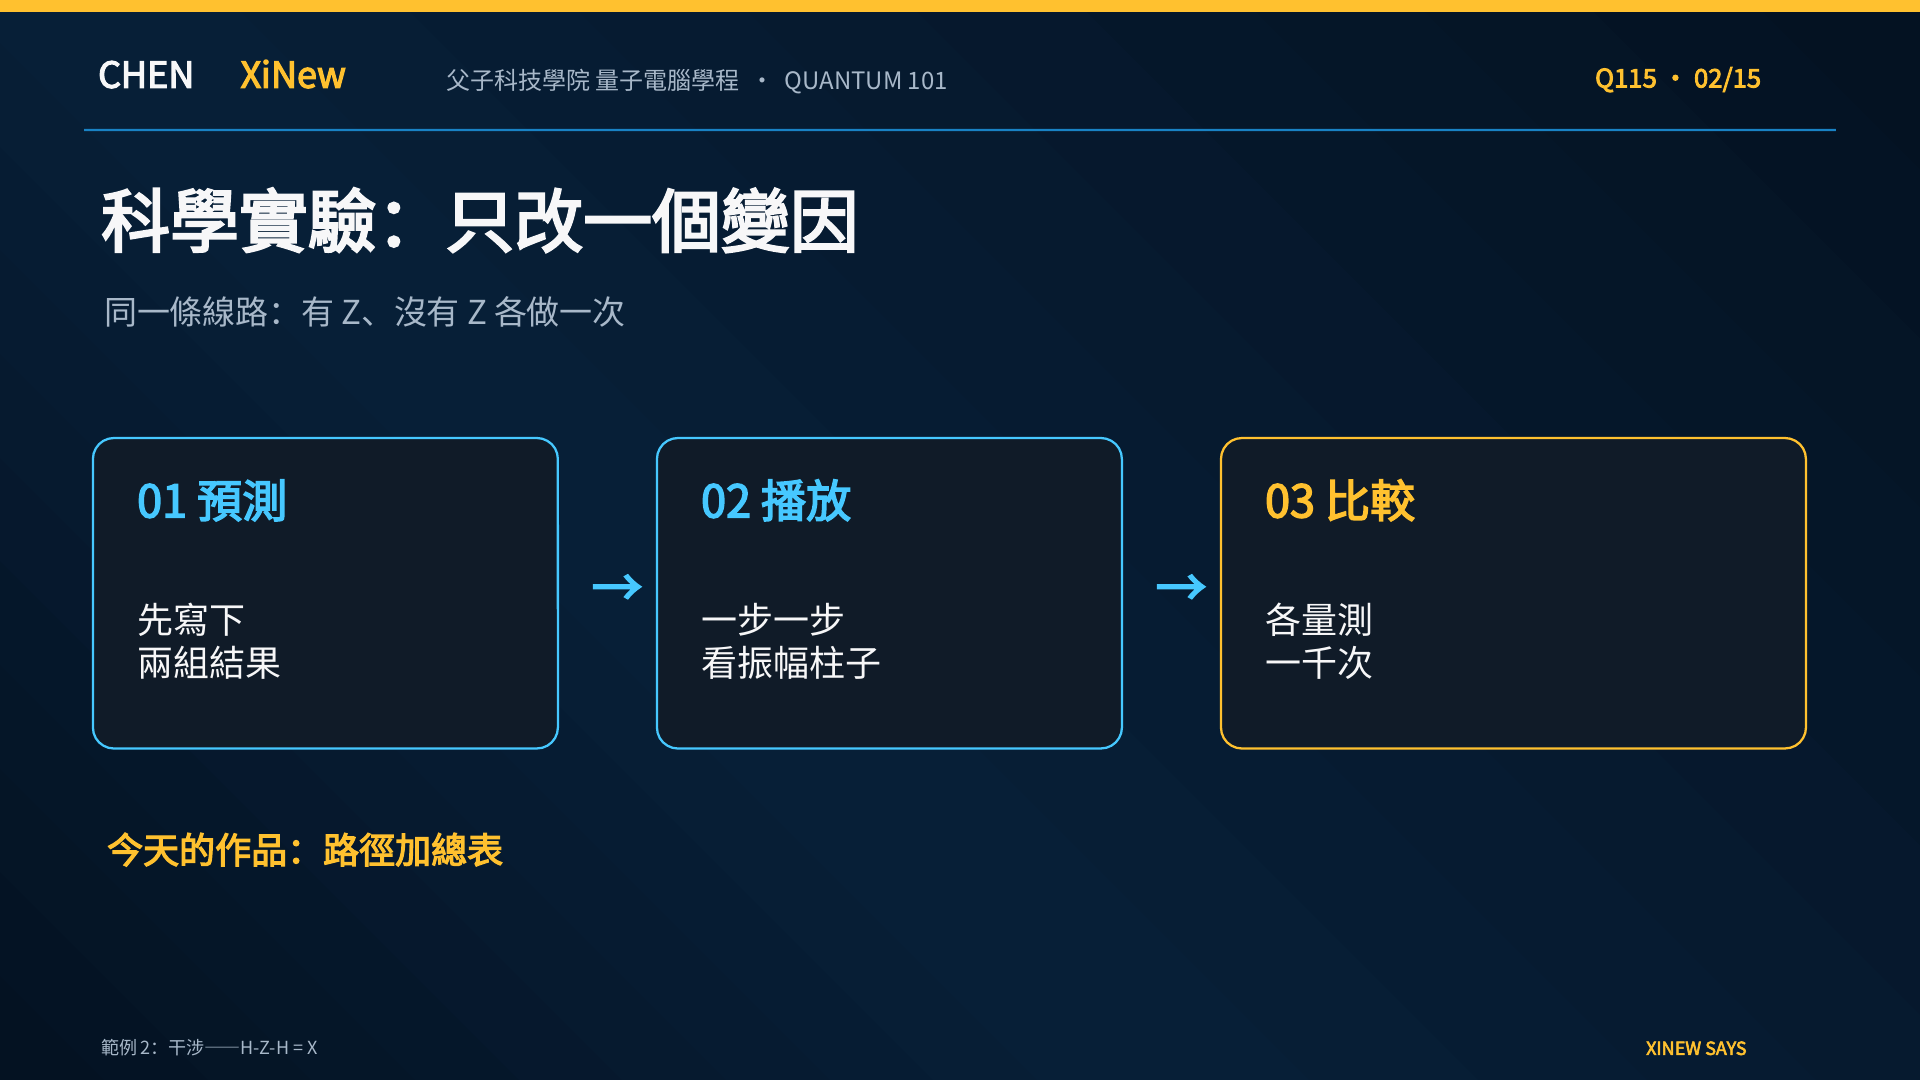 CHEN XiNew 父子科技學院 量子電腦學程 · QUANTUM 101 Q115 · 02/15
科學實驗：只改一個變因
同一條線路：有 Z、沒有 Z 各做一次
01 預測
先寫下
兩組結果
→
02 播放
一步一步
看振幅柱子
→
03 比較
各量測
一千次
今天的作品：路徑加總表
範例 2：干涉——H-Z-H = X
XINEW SAYS